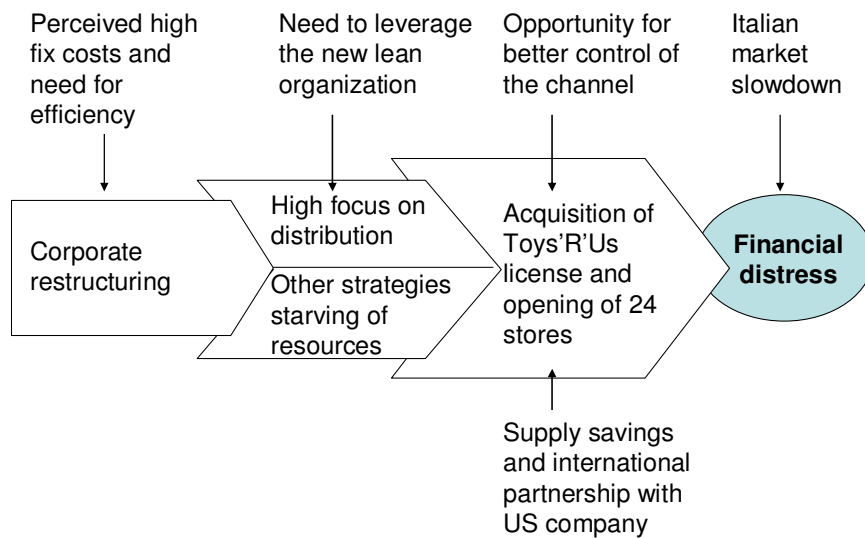 Perceived high
fix costs and
need for
efficiency
Need to leverage
the new lean
organization
Opportunity for
better control of
the channel
Italian
market
slowdown
Corporate
restructuring
High focus on
distribution
Other strategies
starving of
resources
Acquisition of
Toys’R’Us
license and
opening of 24
stores
Financial
distress
Supply savings
and international
partnership with
US company